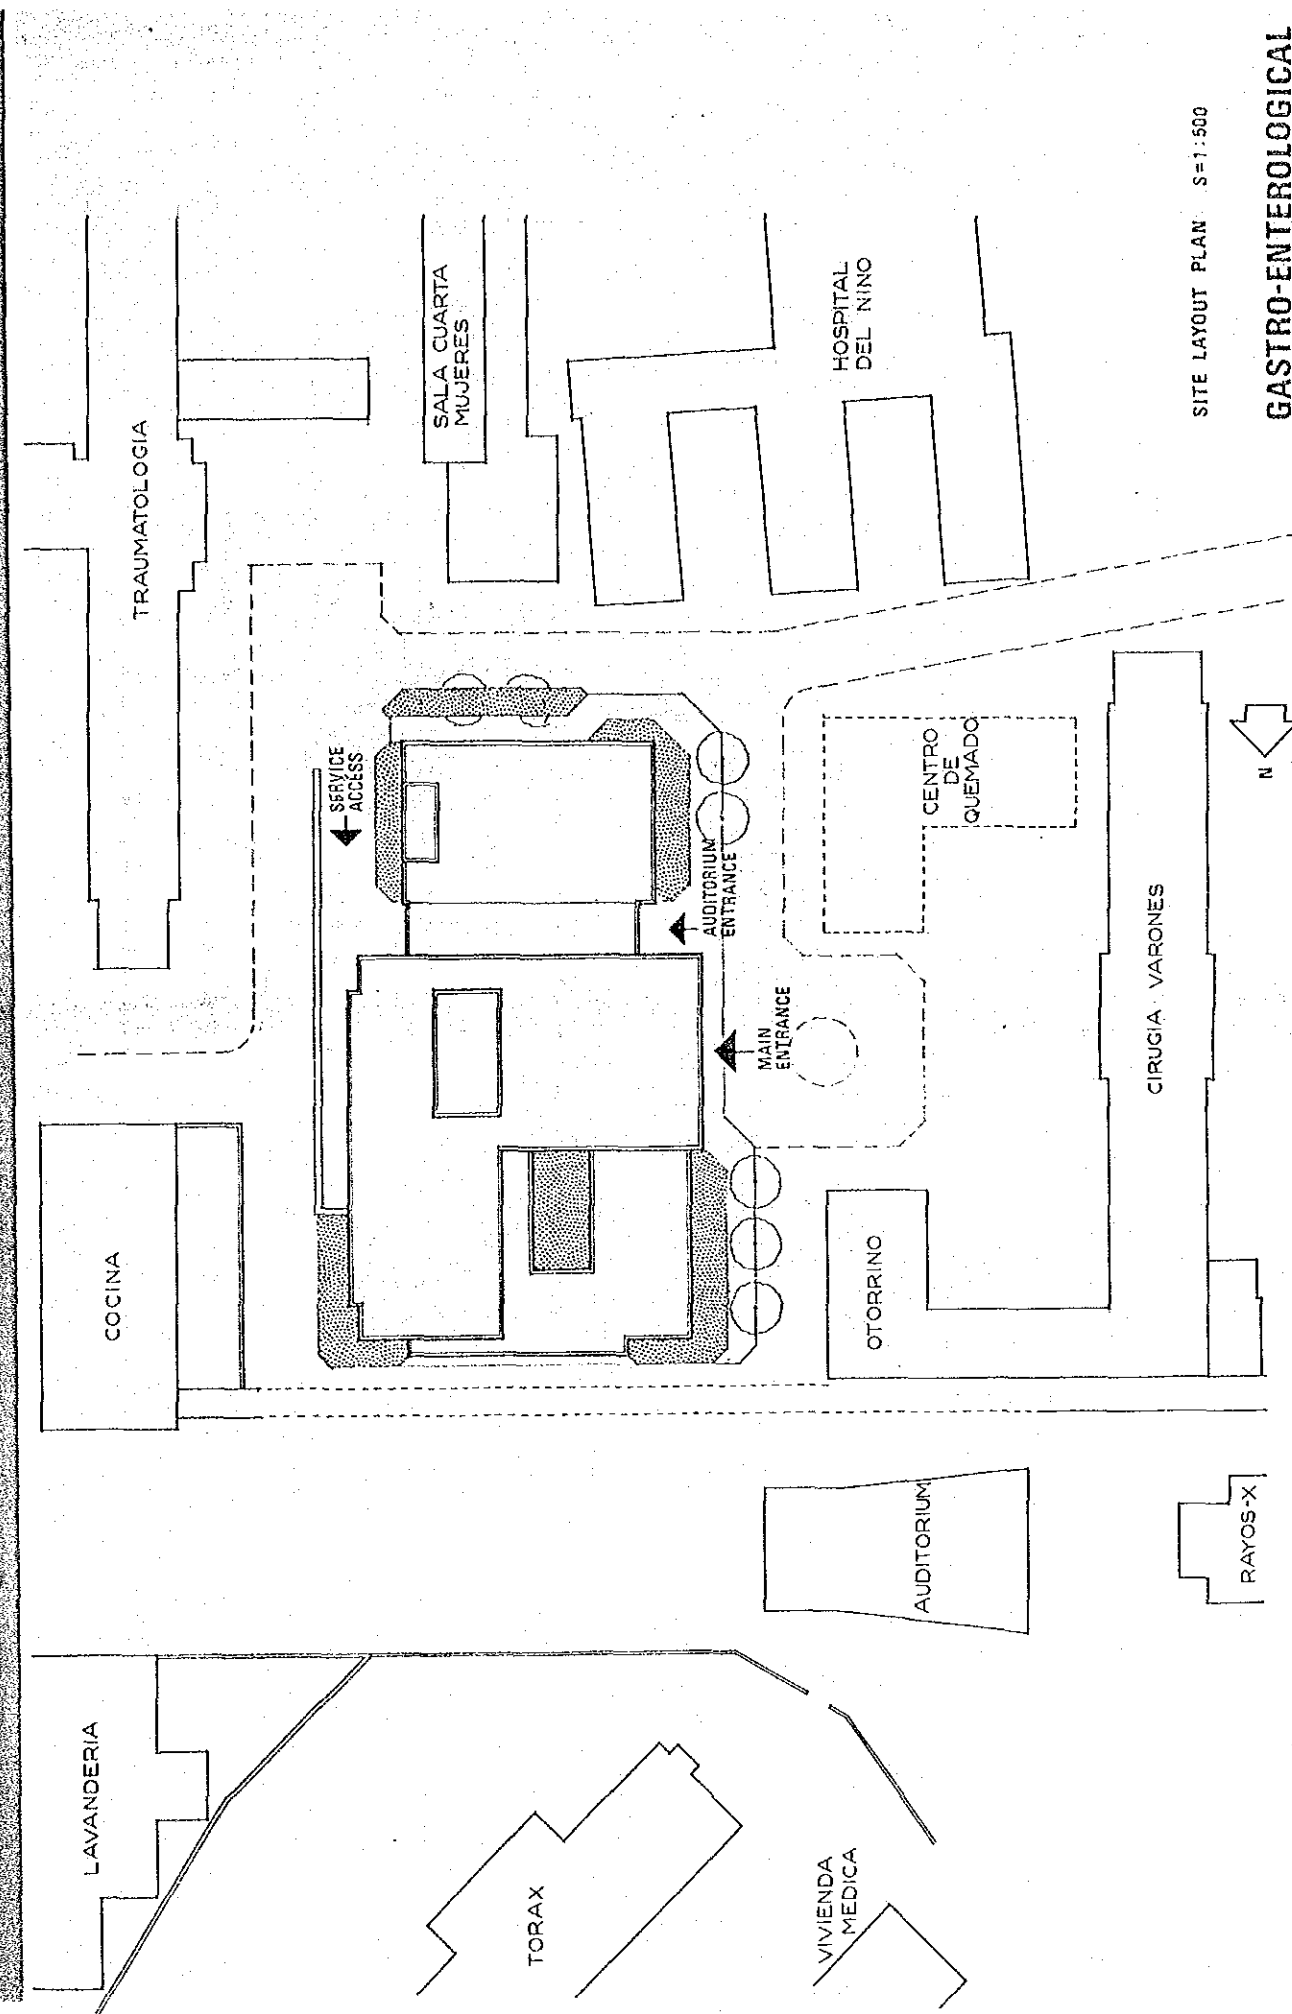 LAVANDERIA
COCINA
TRAUMATOLOGIA
SERVICE
ACCESS
SALA CUARTA
MUJERES
TORAX
AUDITORIUM
ENTRANCE
MAIN
ENTRANCE
VIVIENDA
MEDICA
HOSPITAL
DEL NINO
OTORRINO
AUDITORIUM
CENTRO
DE
QUEMADO
CIRUGIA VARONES
RAYOS-X
N
SITE LAYOUT PLAN S=1:500
GASTRO-ENTEROLOGICAL